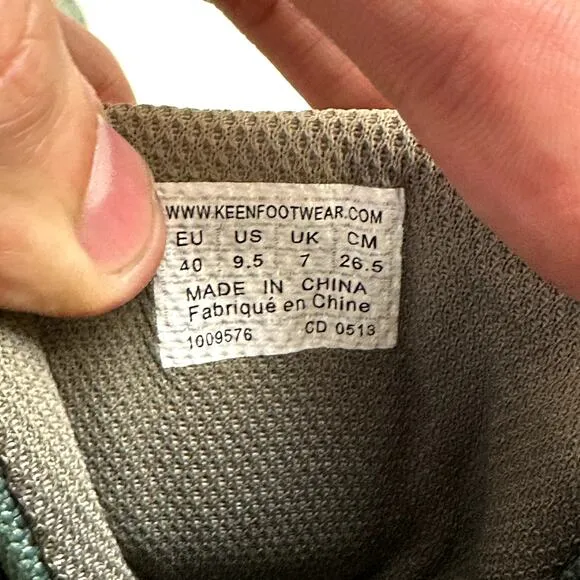 WWW.KEENFOOTWEAR.COM
EU US UK CM
40 9.5 7 26.5
MADE IN CHINA
Fabriqué en Chine
1009576 CD 0513